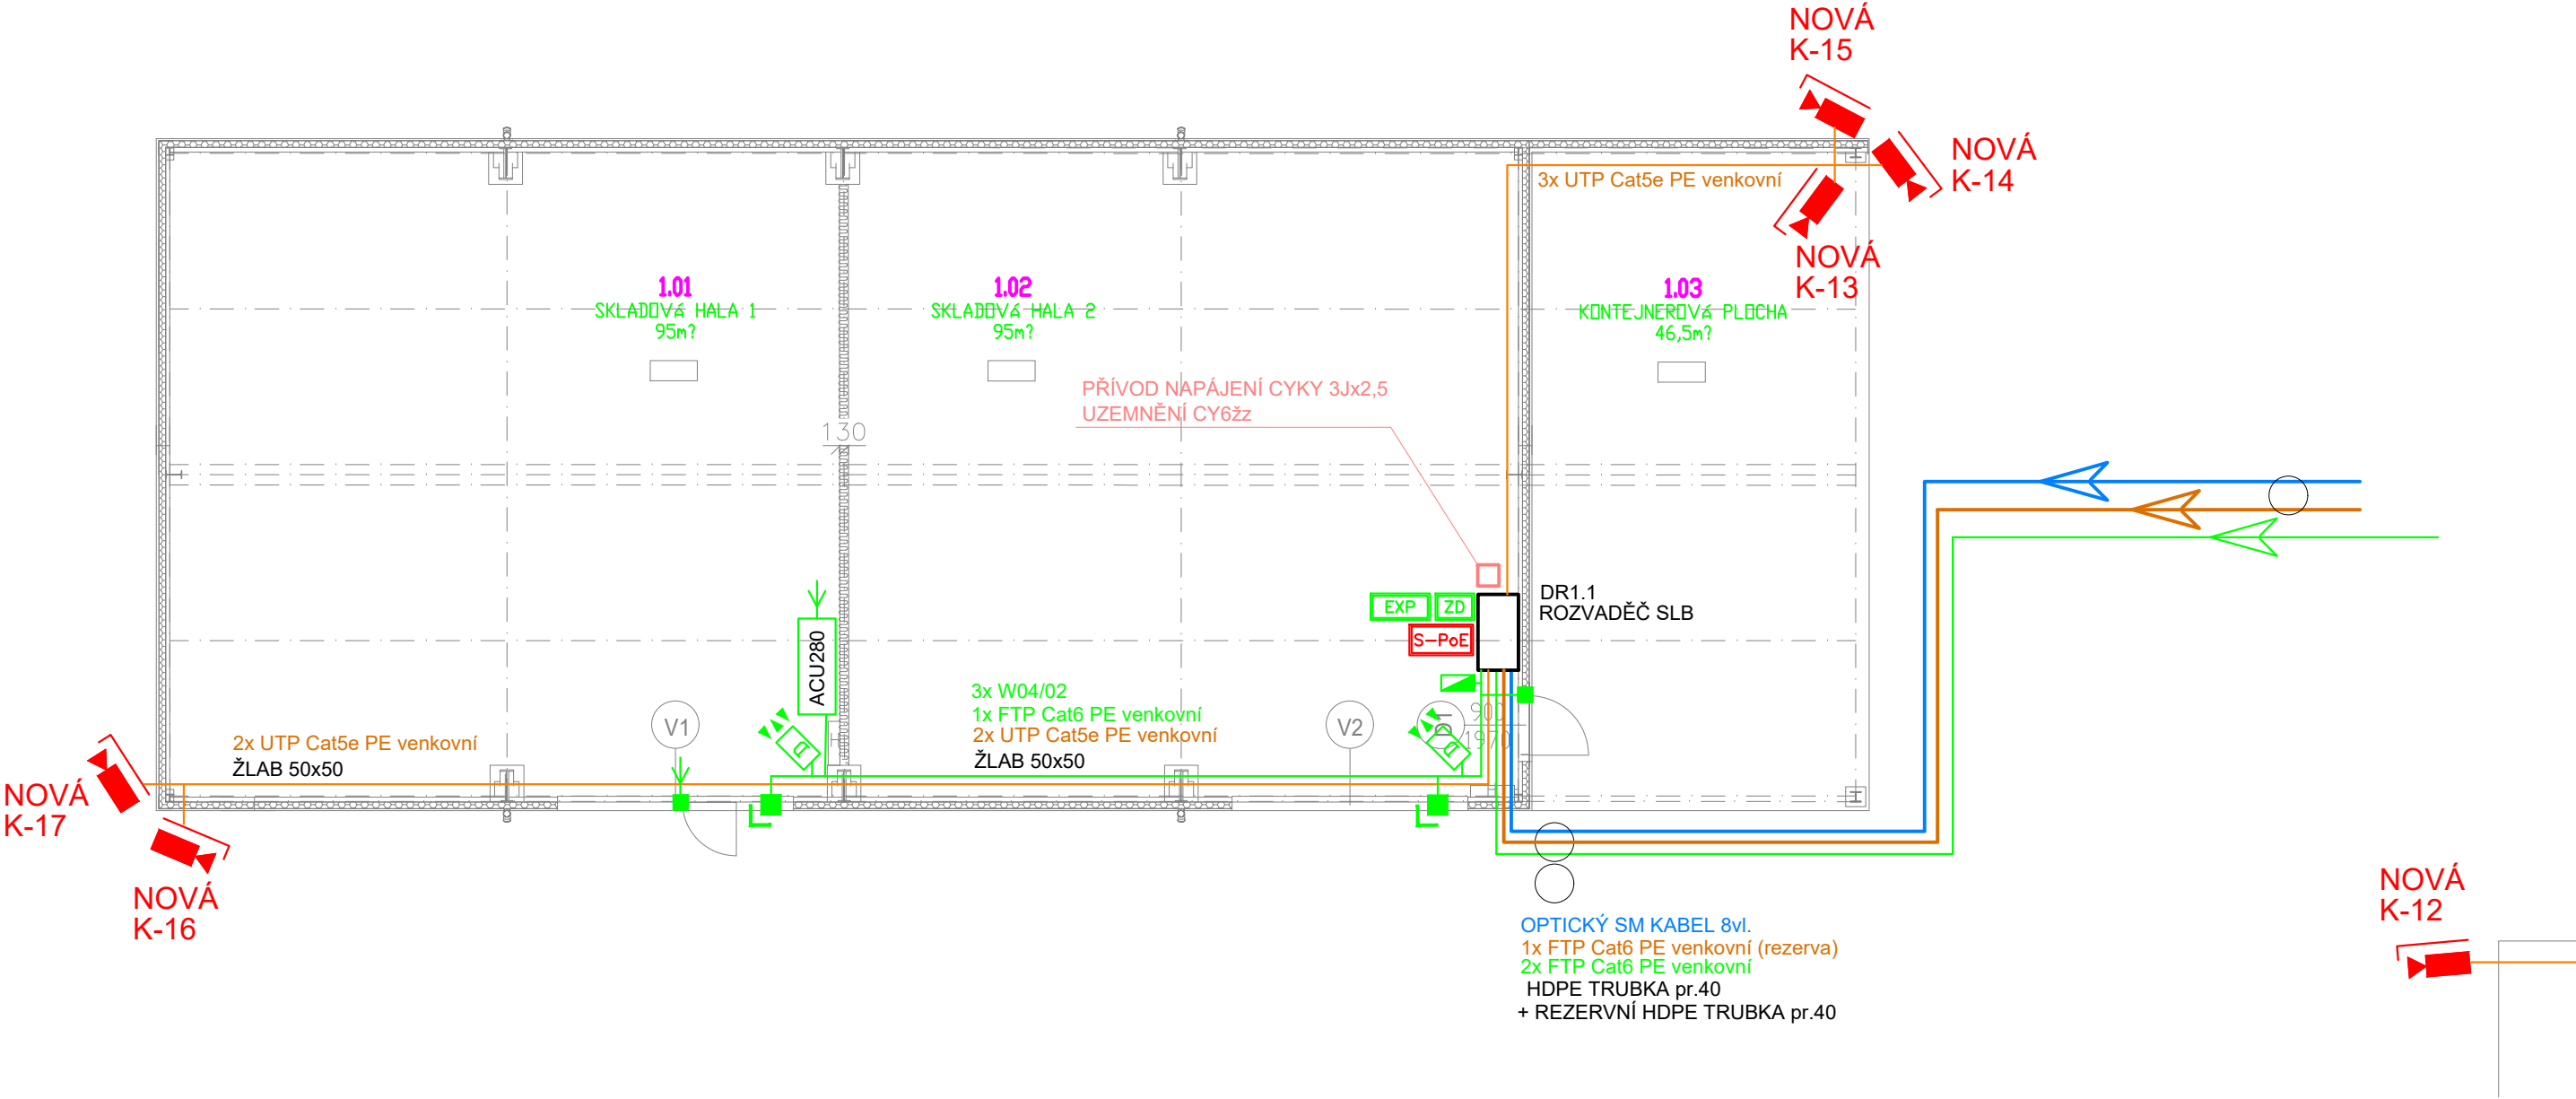 NOVÁ
K-15
NOVÁ
K-14
3x UTP Cat5e PE venkovní
NOVÁ
K-13
1.01
SKLADOVá HALA 1
95m?
1.02
SKLADOVá HALA 2
95m?
1.03
KONTEJNEROVá PLOCHA
46,5m?
PŘÍVOD NAPÁJENÍ CYKY 3Jx2,5
UZEMNĚNÍ CY6žz
130
DR1.1
ROZVADĚČ SLB
EXP
ZD
S-PoE
ACU280
3x W04/02
1x FTP Cat6 PE venkovní
2x UTP Cat5e PE venkovní
ŽLAB 50x50
V1
V2
D1
900
1970
D
D
2x UTP Cat5e PE venkovní
ŽLAB 50x50
NOVÁ
K-17
NOVÁ
K-16
OPTICKÝ SM KABEL 8vl.
1x FTP Cat6 PE venkovní (rezerva)
2x FTP Cat6 PE venkovní
HDPE TRUBKA pr.40
+ REZERVNÍ HDPE TRUBKA pr.40
NOVÁ
K-12